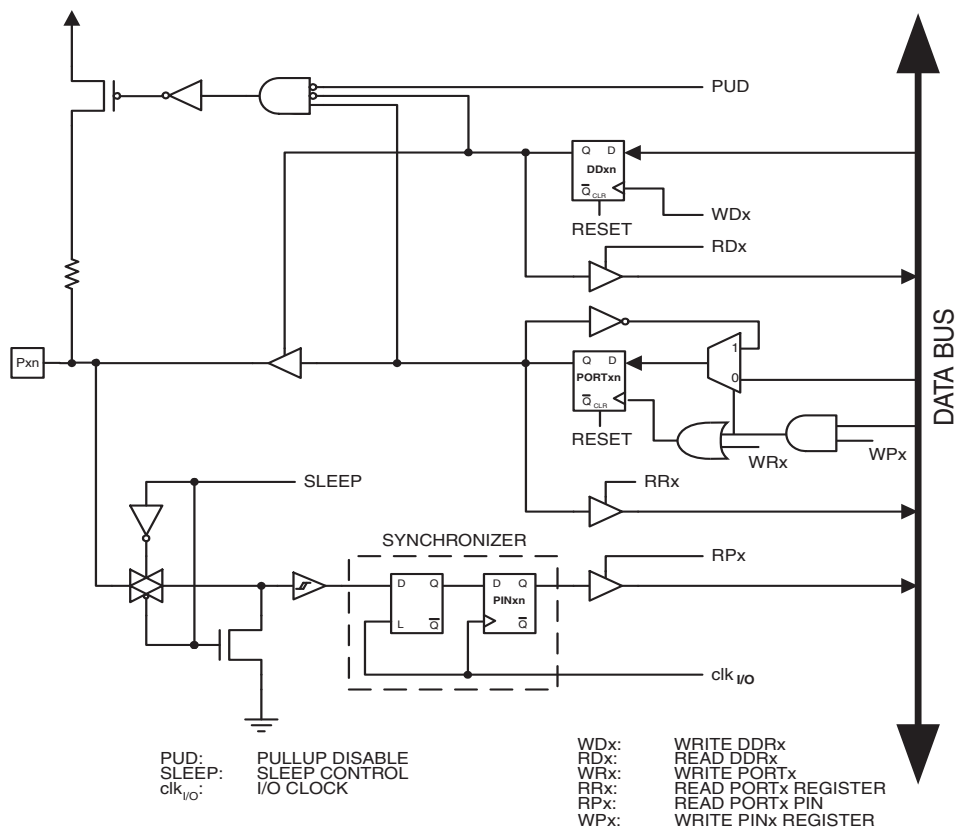 PUD
Q D
DDxn
Q CLR
WDx
RESET
RDx
Pxn
1
Q D
PORTxn
0
Q CLR
RESET
WRx
WPx
DATA BUS
SLEEP
RRx
SYNCHRONIZER
RPx
D Q
D Q
PINxn
L Q
Q
clk I/O
PUD: PULLUP DISABLE
SLEEP: SLEEP CONTROL
clk I/O: I/O CLOCK
WDx: WRITE DDRx
RDx: READ DDRx
WRx: WRITE PORTx
RRx: READ PORTx REGISTER
RPx: READ PORTx PIN
WPx: WRITE PINx REGISTER